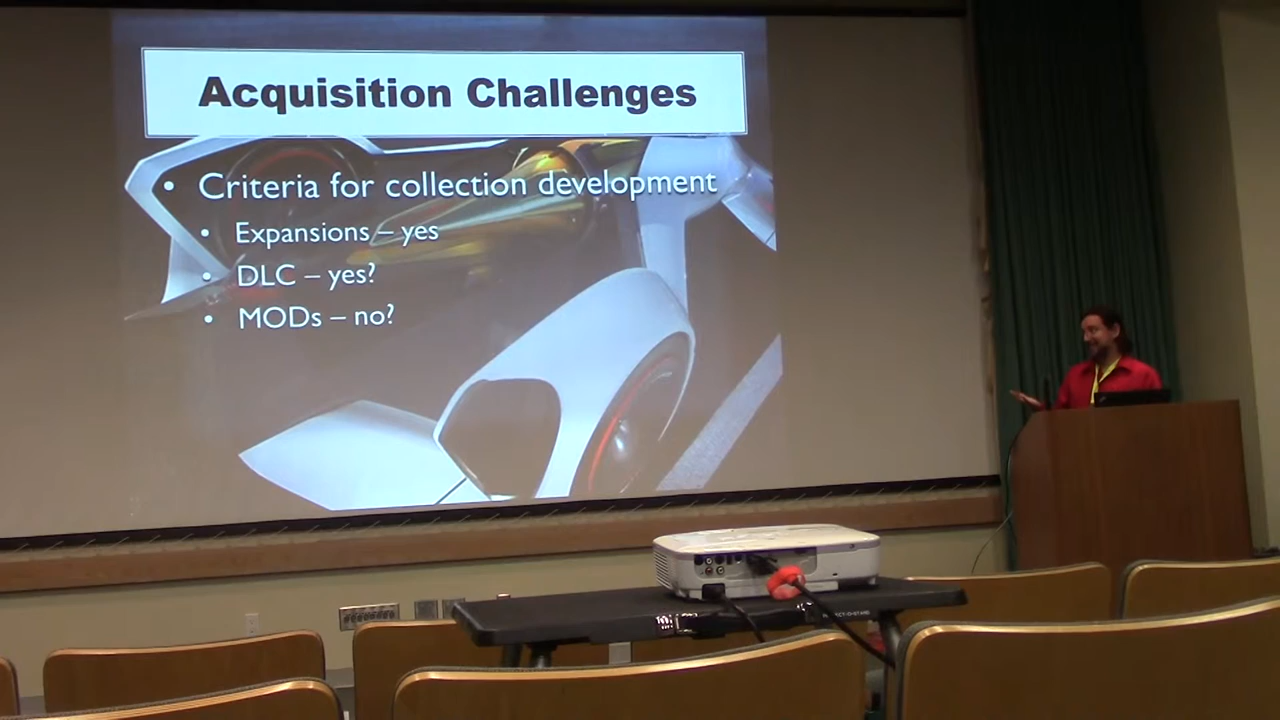 Acquisition Challenges
• Criteria for collection development
• Expansions – yes
• DLC – yes?
• MODs – no?